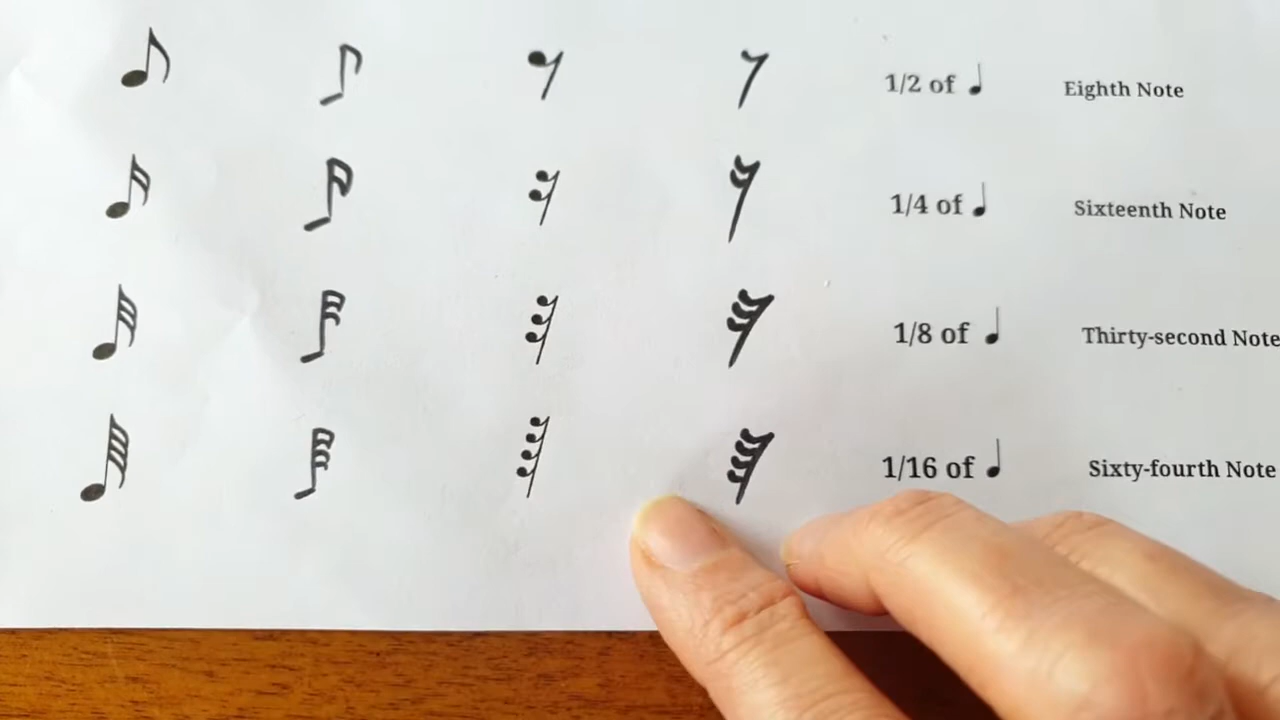 1/2 of ♩ Eighth Note
1/4 of ♩ Sixteenth Note
1/8 of ♩ Thirty-second Note
1/16 of ♩ Sixty-fourth Note